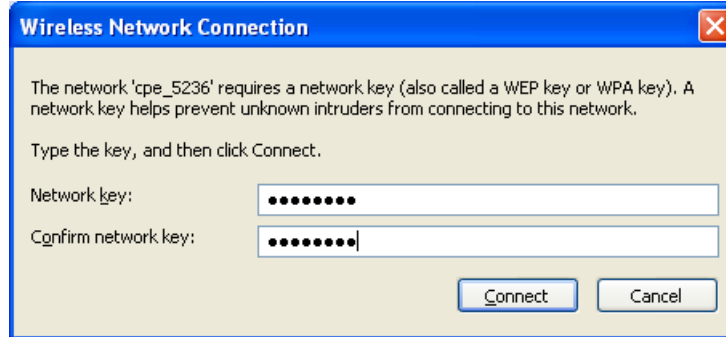 Wireless Network Connection
The network 'cpe_5236' requires a network key (also called a WEP key or WPA key). A
network key helps prevent unknown intruders from connecting to this network.
Type the key, and then click Connect.
Network key: ••••••••
Confirm network key: ••••••••
Connect Cancel